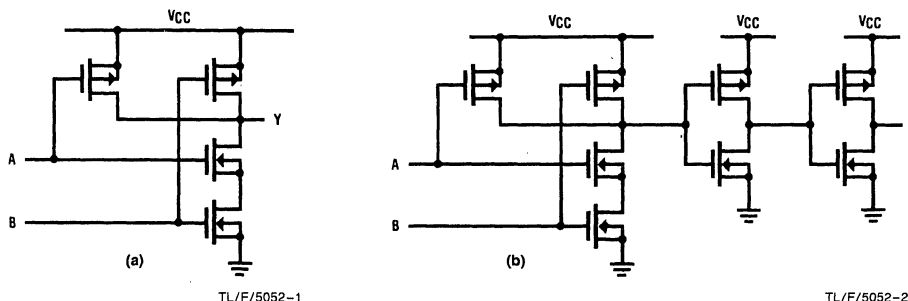 VCC
Y
A
B
(a)
TL/F/5052-1
VCC
VCC
VCC
A
B
(b)
TL/F/5052-2